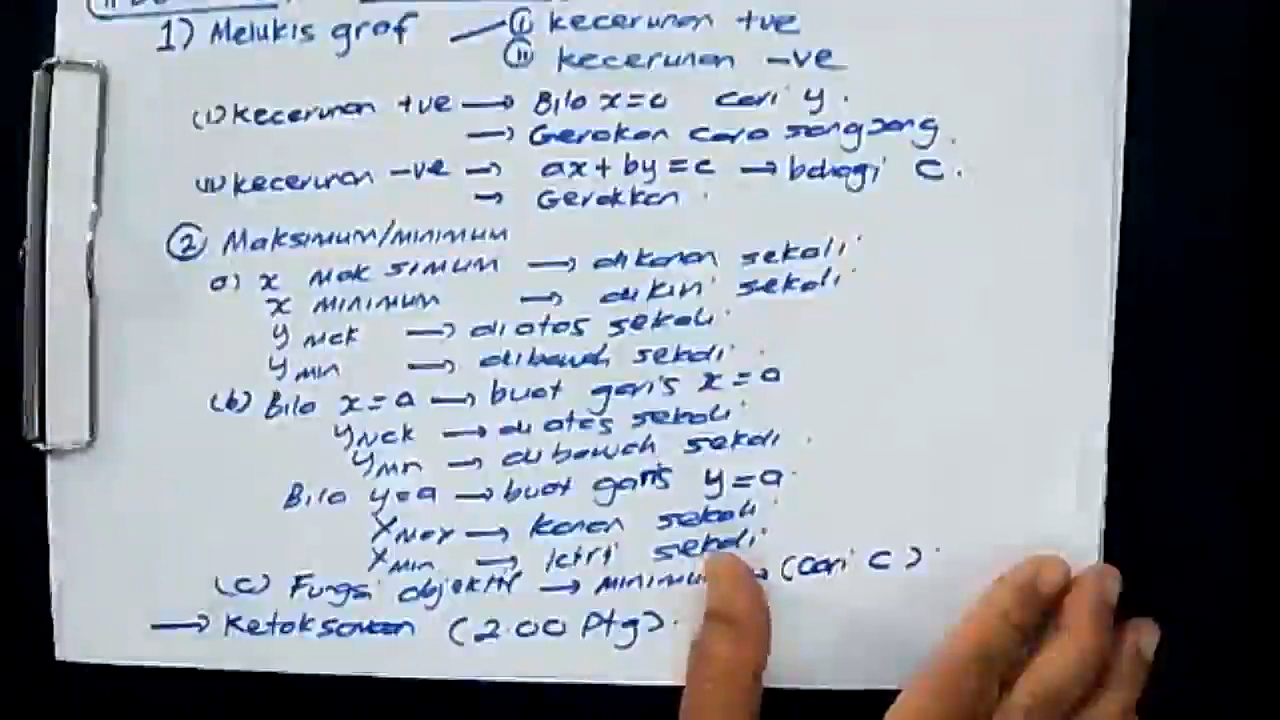 1) Melukis graf — (i) kecerunan +ve
(ii) kecerunan -ve
(i) kecerunan +ve → Bila x=0 cari y.
→ Gerakan cara songsang.
(ii) kecerunan -ve → ax + by = c → bahagi c.
→ Gerakkan.
(2) Maksimum/minimum
a) x maksimum → dikanan sekali
x minimum → dikiri sekali
y mak → diatas sekali
y min → dibawah sekali.
(b) Bila x=a → buat garis x=a
y mak → diatas sekali
y min → dibawah sekali.
Bila y=a → buat garis y=a.
x max → kanan sekali
x min → kiri sekali
(c) Fungsi objektif → (cari c)
→ Ketaksamaan (2.00 ptg).